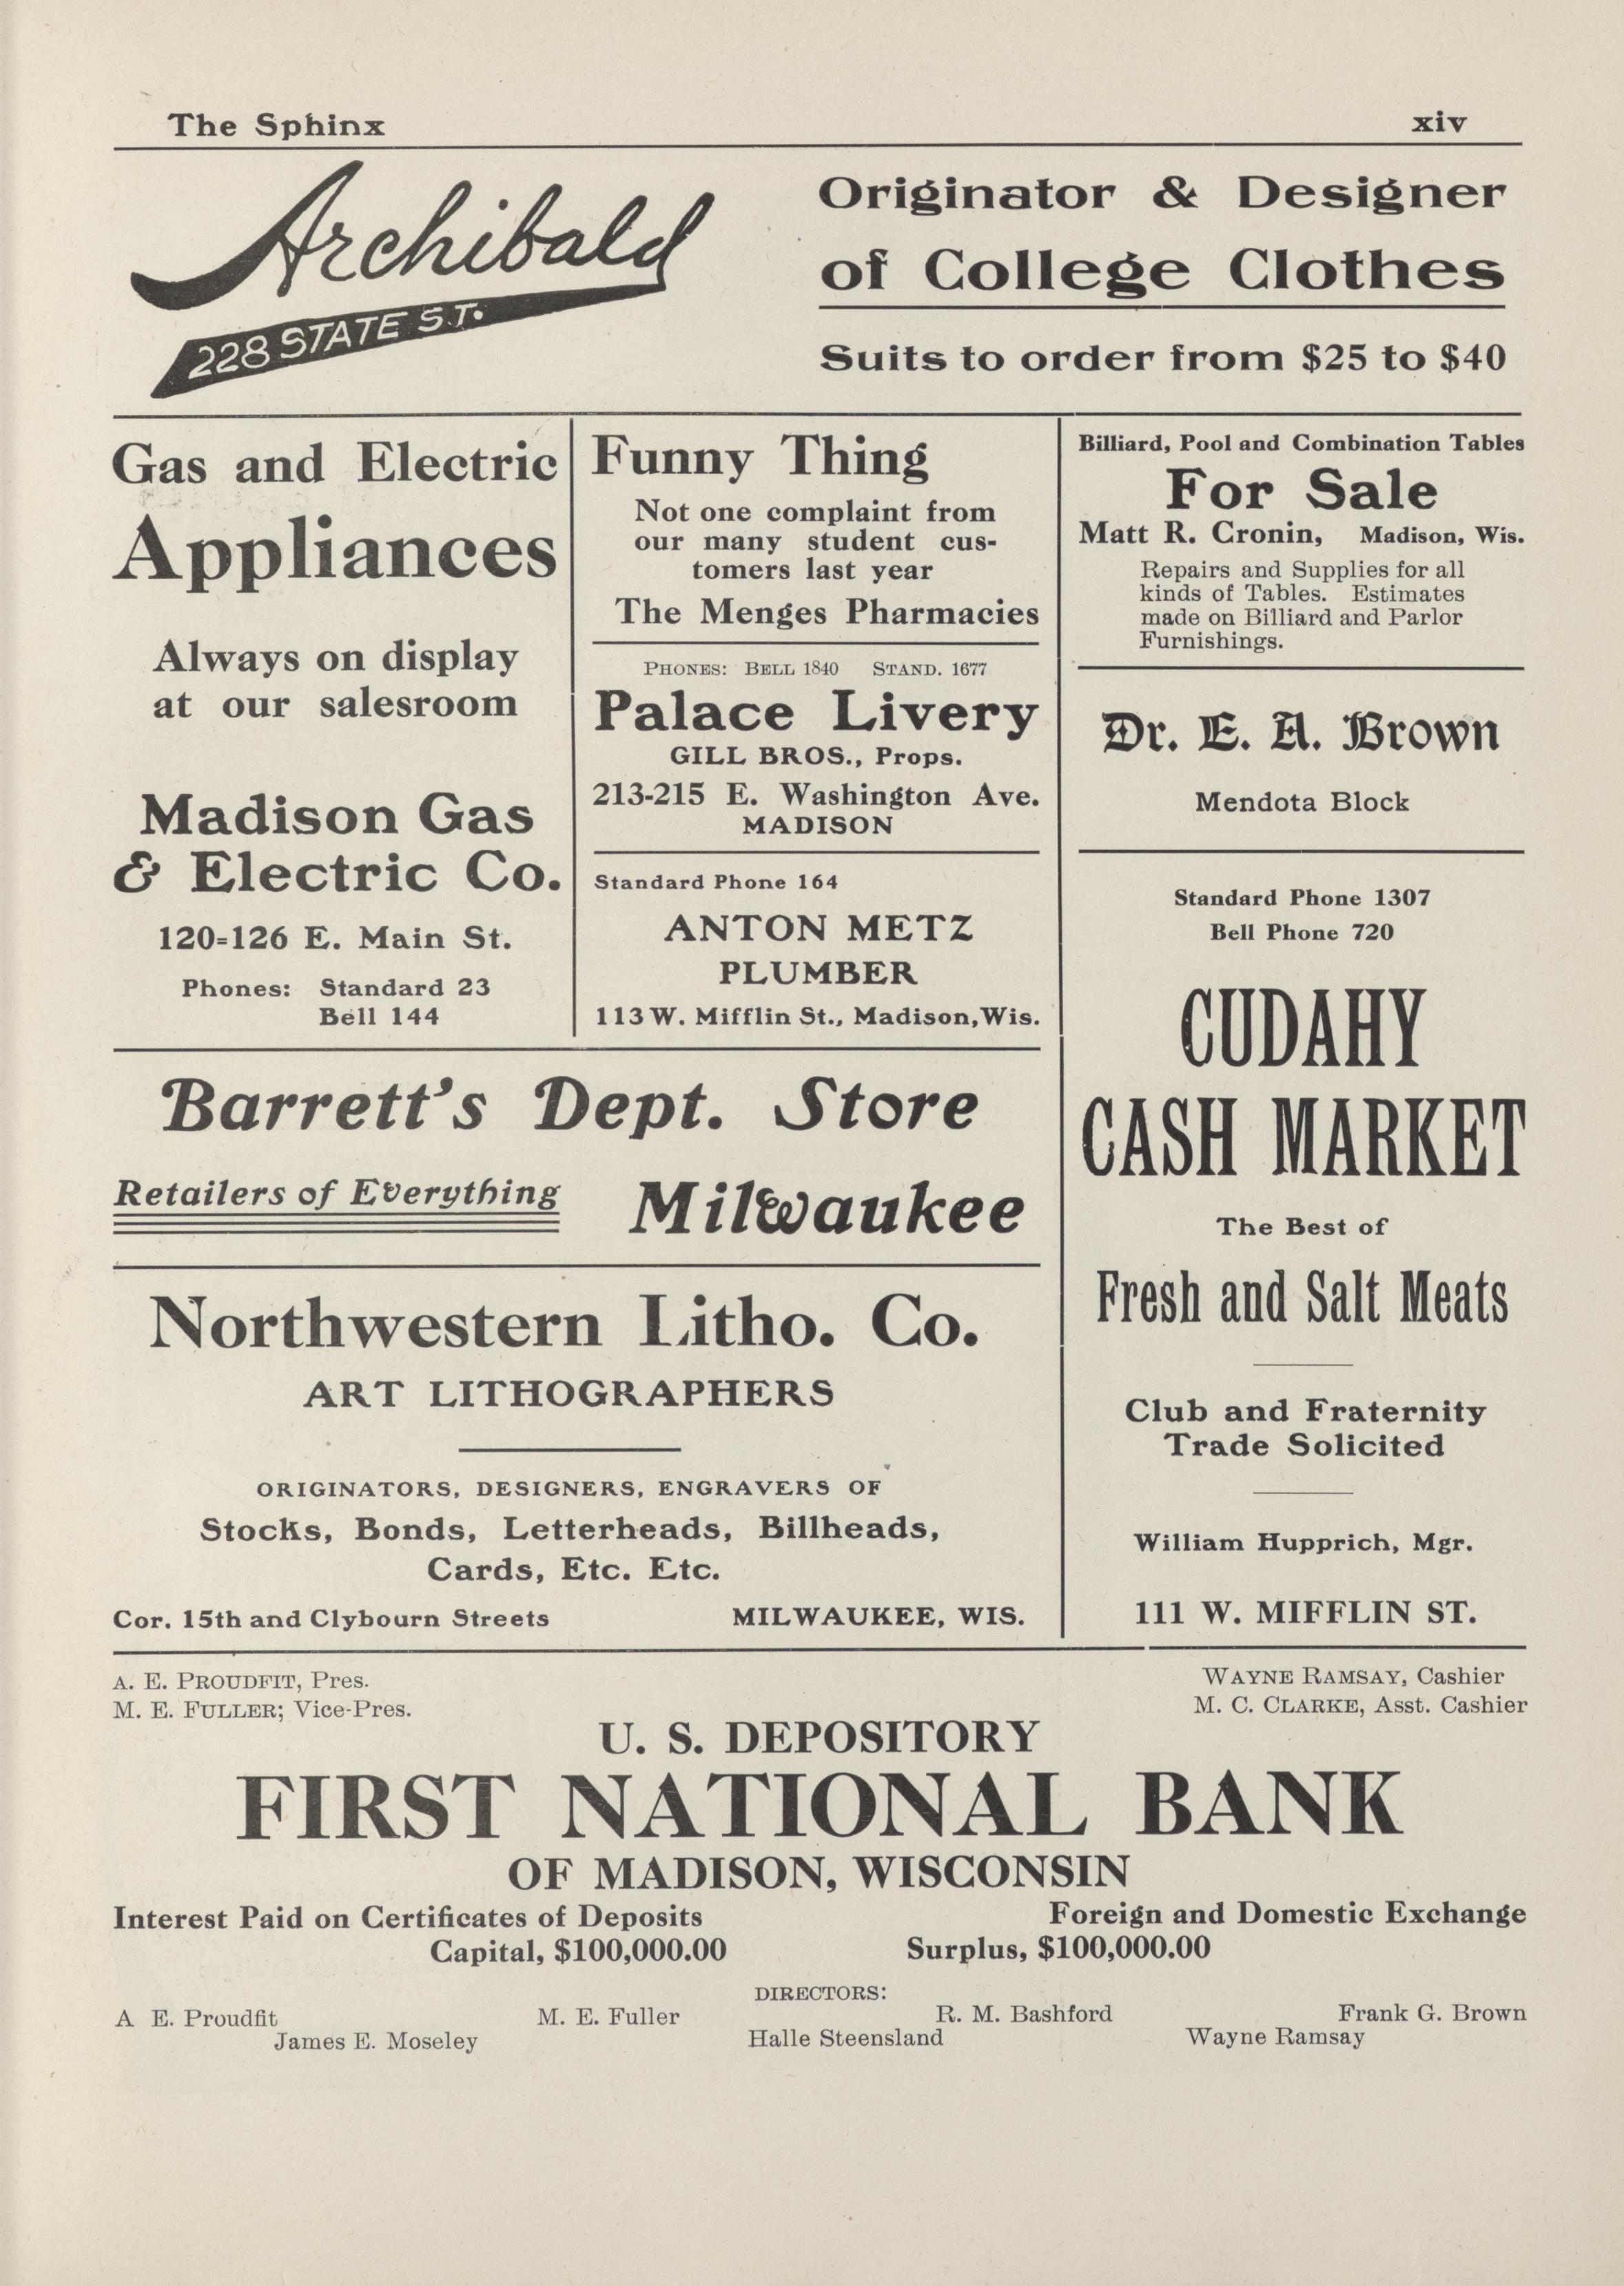 The Sphinx
xiv
Archibald
228 STATE ST.
Originator & Designer
of College Clothes
Suits to order from $25 to $40
Gas and Electric
Appliances
Always on display
at our salesroom
Madison Gas
& Electric Co.
120=126 E. Main St.
Phones: Standard 23
Bell 144
Funny Thing
Not one complaint from
our many student cus-
tomers last year
The Menges Pharmacies
PHONES: BELL 1840 STAND. 1677
Palace Livery
GILL BROS., Props.
213-215 E. Washington Ave.
MADISON
Standard Phone 164
ANTON METZ
PLUMBER
113 W. Mifflin St., Madison, Wis.
Billiard, Pool and Combination Tables
For Sale
Matt R. Cronin, Madison, Wis.
Repairs and Supplies for all
kinds of Tables. Estimates
made on Billiard and Parlor
Furnishings.
Dr. E. A. Brown
Mendota Block
Standard Phone 1307
Bell Phone 720
CUDAHY
CASH MARKET
The Best of
Fresh and Salt Meats
Club and Fraternity
Trade Solicited
William Hupprich, Mgr.
111 W. MIFFLIN ST.
Barrett's Dept. Store
Retailers of Everything Milwaukee
Northwestern Litho. Co.
ART LITHOGRAPHERS
ORIGINATORS, DESIGNERS, ENGRAVERS OF
Stocks, Bonds, Letterheads, Billheads,
Cards, Etc. Etc.
Cor. 15th and Clybourn Streets MILWAUKEE, WIS.
A. E. PROUDFIT, Pres.
M. E. FULLER; Vice-Pres.
WAYNE RAMSAY, Cashier
M. C. CLARKE, Asst. Cashier
U. S. DEPOSITORY
FIRST NATIONAL BANK
OF MADISON, WISCONSIN
Interest Paid on Certificates of Deposits Foreign and Domestic Exchange
Capital, $100,000.00 Surplus, $100,000.00
DIRECTORS:
A E. Proudfit M. E. Fuller R. M. Bashford Frank G. Brown
James E. Moseley Halle Steensland Wayne Ramsay